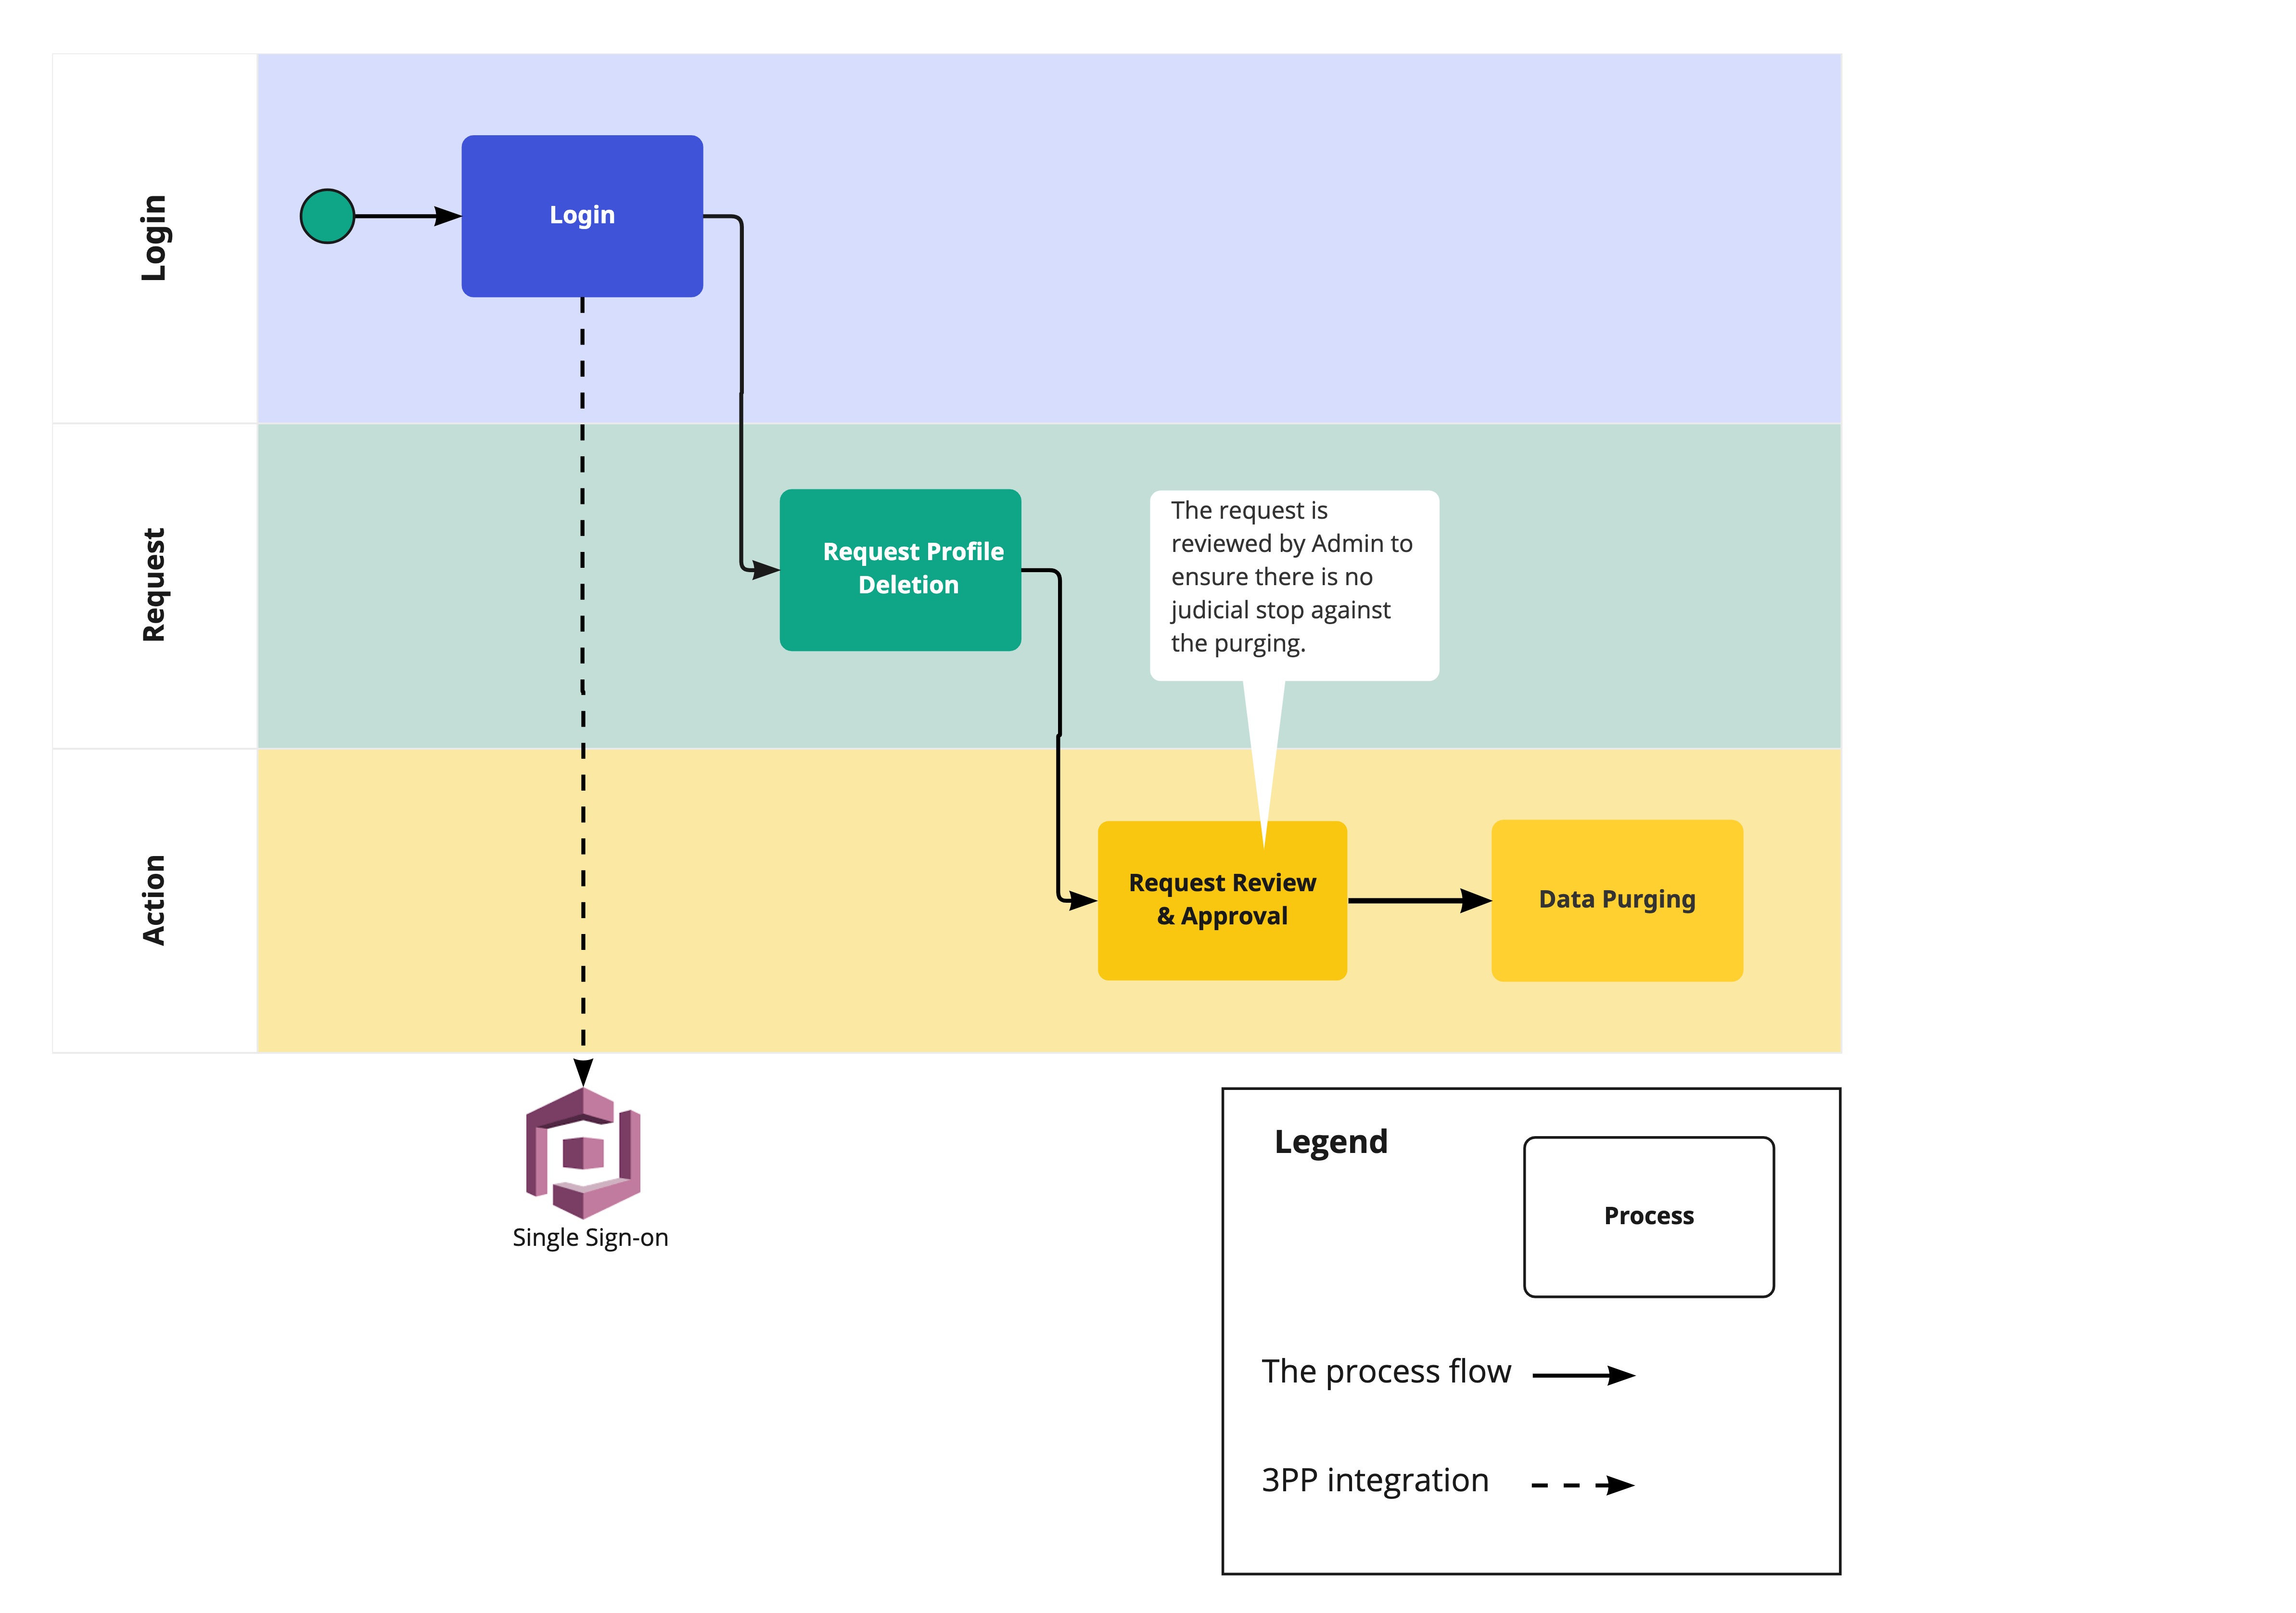 Login
Login
Request
Request Profile
Deletion
The request is
reviewed by Admin to
ensure there is no
judicial stop against
the purging.
Action
Request Review
& Approval
Data Purging
Single Sign-on
Legend
Process
The process flow
3PP integration